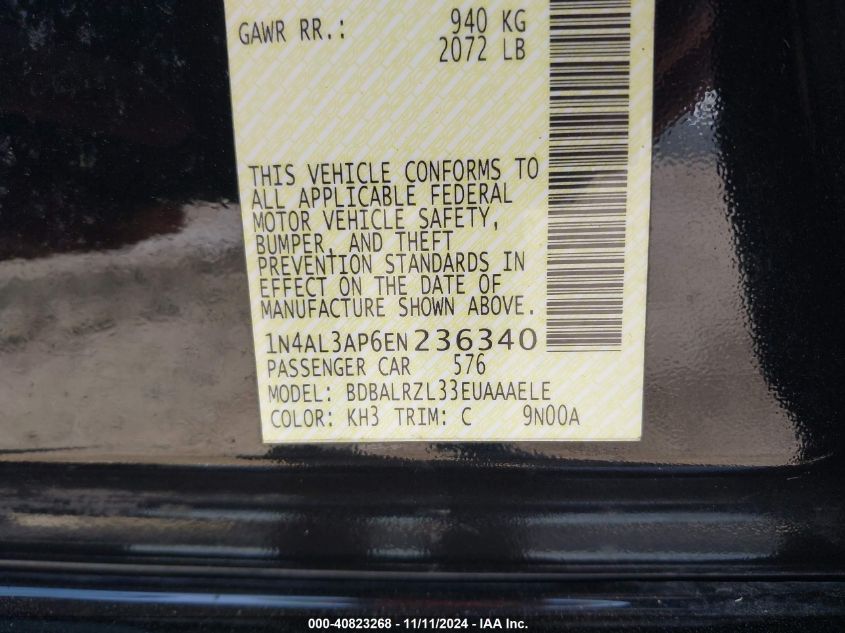 GAWR RR.: 940 KG
2072 LB
THIS VEHICLE CONFORMS TO
ALL APPLICABLE FEDERAL
MOTOR VEHICLE SAFETY,
BUMPER, AND THEFT
PREVENTION STANDARDS IN
EFFECT ON THE DATE OF
MANUFACTURE SHOWN ABOVE.
1N4AL3AP6EN236340
PASSENGER CAR 576
MODEL: BDBALRZL33EUAAAELE
COLOR: KH3 TRIM: C 9N00A
000-40823268 - 11/11/2024 - IAA Inc.